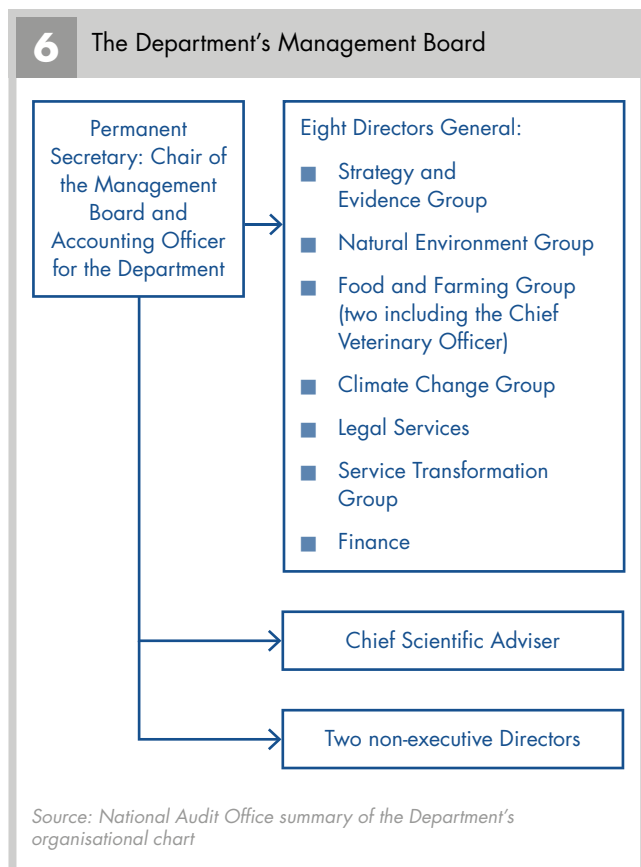 6
The Department's Management Board
Permanent
Secretary: Chair of
the Management
Board and
Accounting Officer
for the Department
Eight Directors General:
■ Strategy and
Evidence Group
■ Natural Environment Group
■ Food and Farming Group
(two including the Chief
Veterinary Officer)
■ Climate Change Group
■ Legal Services
■ Service Transformation
Group
■ Finance
Chief Scientific Adviser
Two non-executive Directors
Source: National Audit Office summary of the Department's
organisational chart